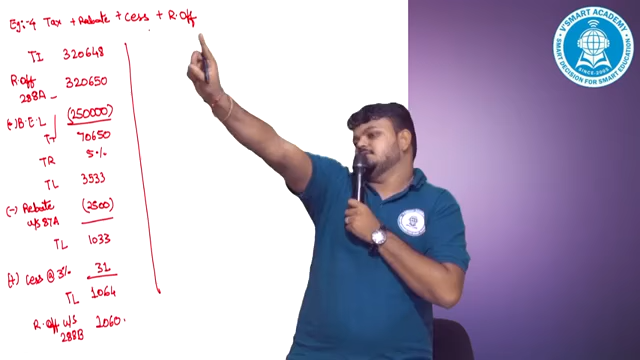 Eg:-4 Tax + Rebate + Cess + R.Off
TI 320648
R.Off 288A 320650
(-) B.E.L (250000)
TI 70650
TR 5%
TL 3533
(-) Rebate u/s 87A (2500)
TL 1033
(+) Cess @ 3% 31
TL 1064
R.Off u/s 288B 1060.
V'SMART ACADEMY
SINCE-2005
SMART DECISION FOR SMART EDUCATION